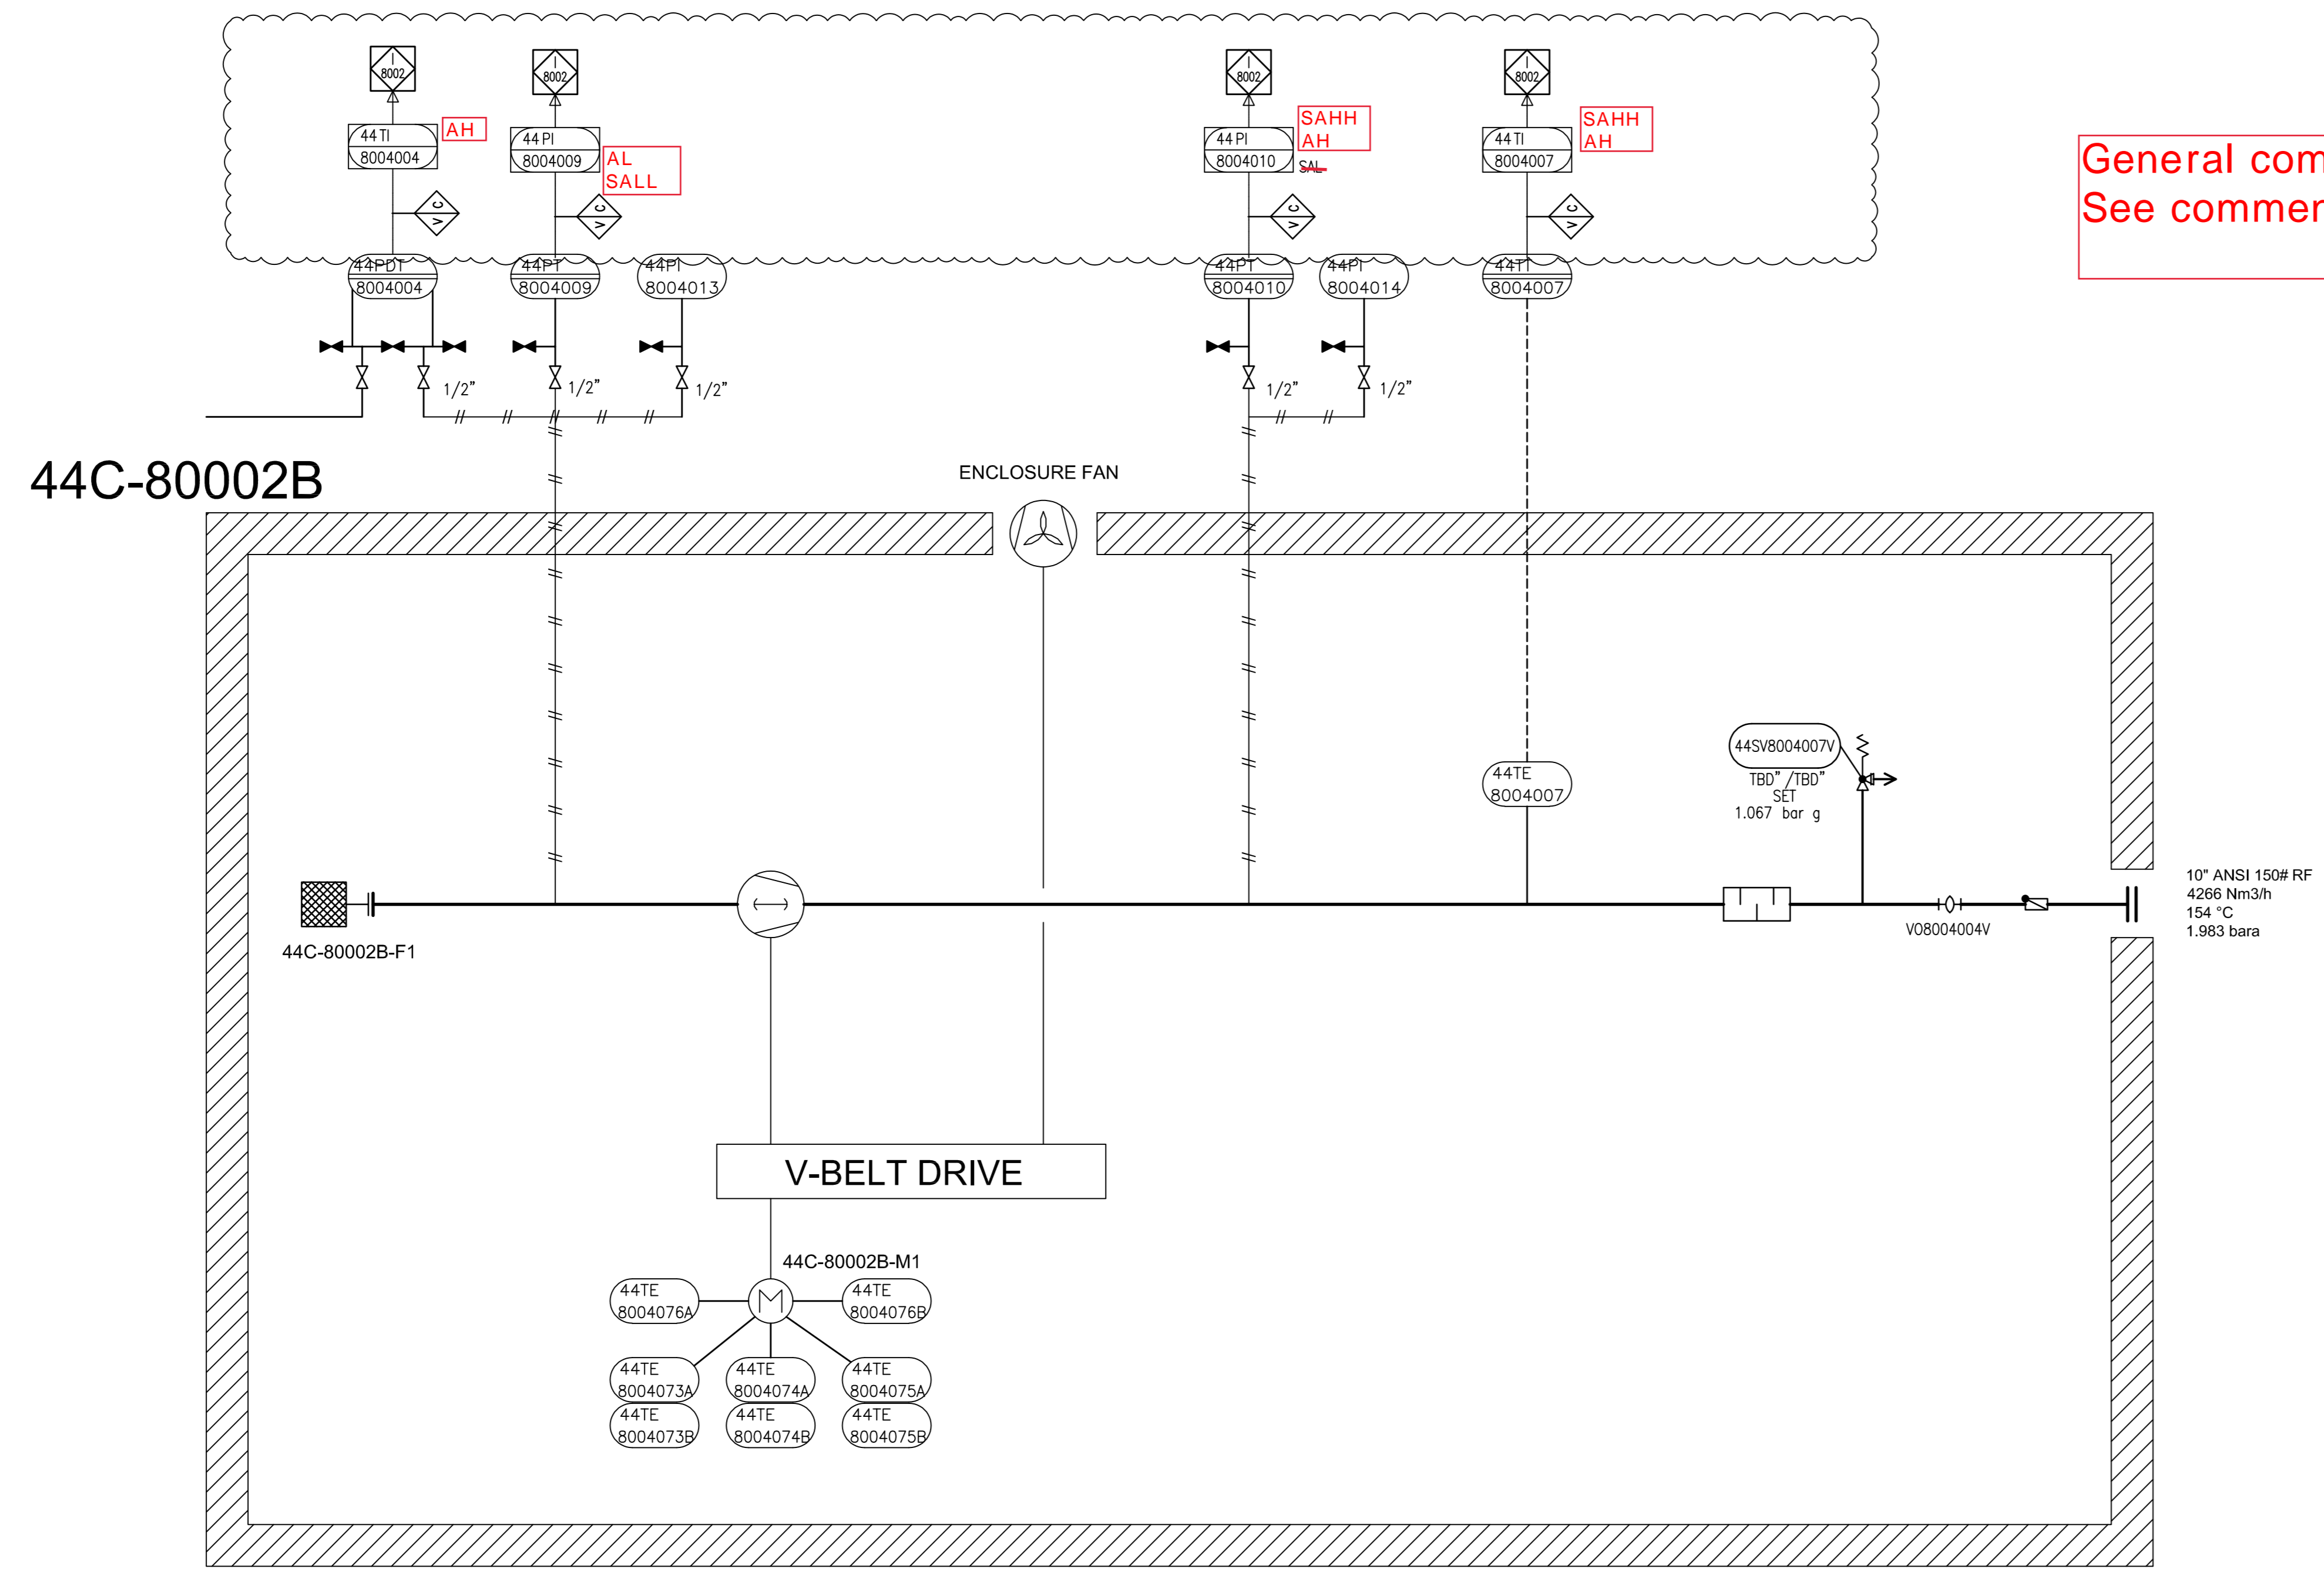 I
8002
I
8002
I
8002
I
8002
44 TI
8004004
AH
44 PI
8004009
AL
SALL
44 PI
8004010
SAHH
AH
SAL
44 TI
8004007
SAHH
AH
General com
See commen
V C
V C
V C
V C
44PDT
8004004
44PT
8004009
44PI
8004013
44PT
8004010
44PI
8004014
44TT
8004007
1/2"
1/2"
1/2"
1/2"
1/2"
44C-80002B
ENCLOSURE FAN
44TE
8004007
44SV8004007V
TBD" /TBD"
SET
1.067 bar g
10" ANSI 150# RF
4266 Nm3/h
154 °C
1.983 bara
VO8004004V
44C-80002B-F1
V-BELT DRIVE
44C-80002B-M1
M
44TE
8004076A
44TE
8004076B
44TE
8004073A
44TE
8004074A
44TE
8004075A
44TE
8004073B
44TE
8004074B
44TE
8004075B